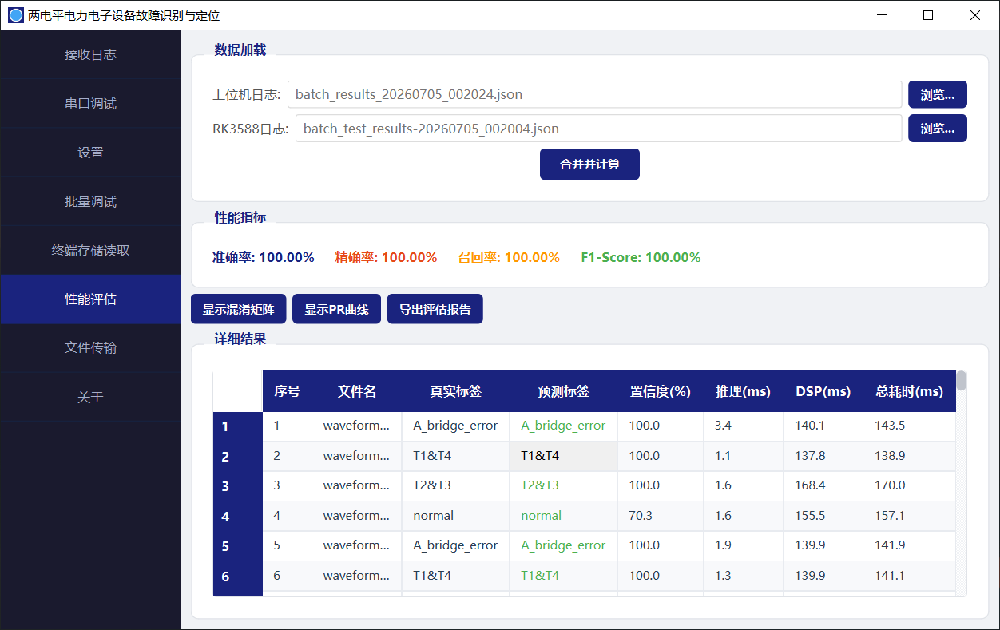 两电平电力电子设备故障识别与定位
接收日志
串口调试
设置
批量调试
终端存储读取
性能评估
文件传输
关于
数据加载
上位机日志: batch_results_20260705_002024.json 浏览...
RK3588日志: batch_test_results-20260705_002004.json 浏览...
合并并计算
性能指标
准确率: 100.00% 精确率: 100.00% 召回率: 100.00% F1-Score: 100.00%
显示混淆矩阵 显示PR曲线 导出评估报告
详细结果
序号 文件名 真实标签 预测标签 置信度(%) 推理(ms) DSP(ms) 总耗时(ms)
1 1 waveform... A_bridge_error A_bridge_error 100.0 3.4 140.1 143.5
2 2 waveform... T1&T4 T1&T4 100.0 1.1 137.8 138.9
3 3 waveform... T2&T3 T2&T3 100.0 1.6 168.4 170.0
4 4 waveform... normal normal 70.3 1.6 155.5 157.1
5 5 waveform... A_bridge_error A_bridge_error 100.0 1.9 139.9 141.9
6 6 waveform... T1&T4 T1&T4 100.0 1.3 139.9 141.1